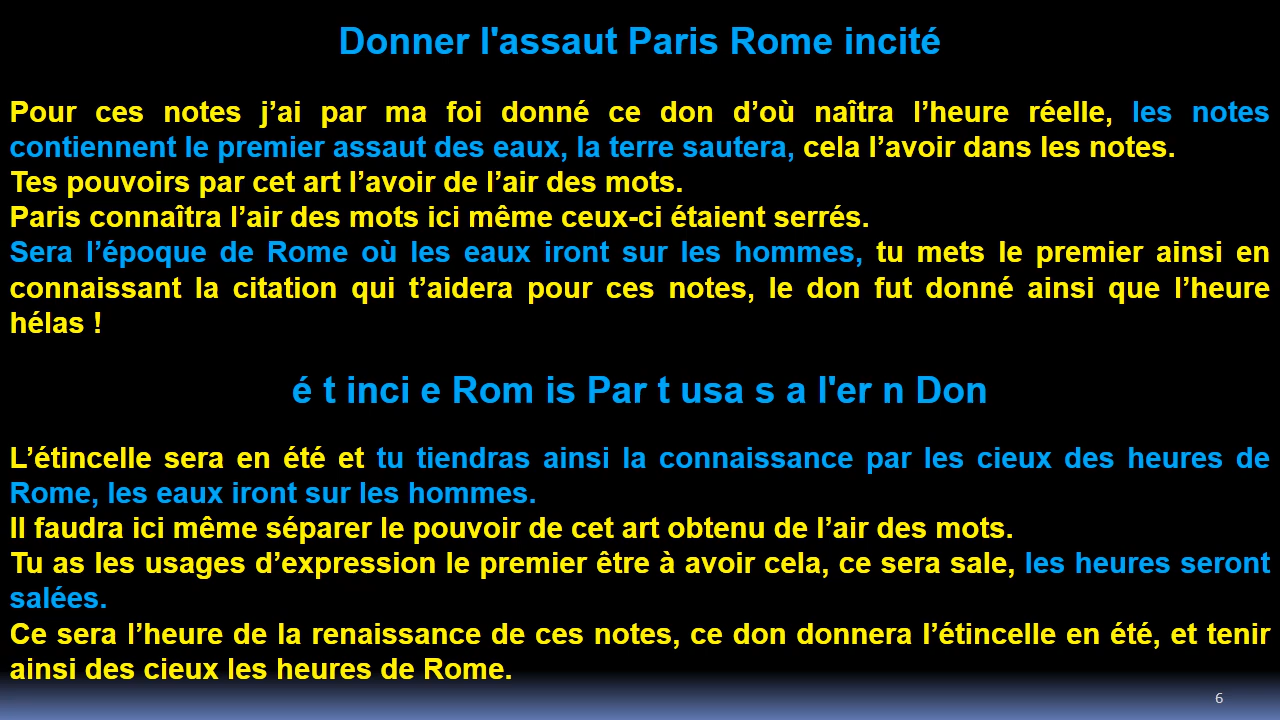 Donner l'assaut Paris Rome incité
Pour ces notes j’ai par ma foi donné ce don d’où naîtra l’heure réelle, les notes
contiennent le premier assaut des eaux, la terre sautera, cela l’avoir dans les notes.
Tes pouvoirs par cet art l’avoir de l’air des mots.
Paris connaîtra l’air des mots ici même ceux-ci étaient serrés.
Sera l’époque de Rome où les eaux iront sur les hommes, tu mets le premier ainsi en
connaissant la citation qui t’aidera pour ces notes, le don fut donné ainsi que l’heure
hélas !
é t inci e Rom is Par t usa s a l'er n Don
L’étincelle sera en été et tu tiendras ainsi la connaissance par les cieux des heures de
Rome, les eaux iront sur les hommes.
Il faudra ici même séparer le pouvoir de cet art obtenu de l’air des mots.
Tu as les usages d’expression le premier être à avoir cela, ce sera sale, les heures seront
salées.
Ce sera l’heure de la renaissance de ces notes, ce don donnera l’étincelle en été, et tenir
ainsi des cieux les heures de Rome.
6